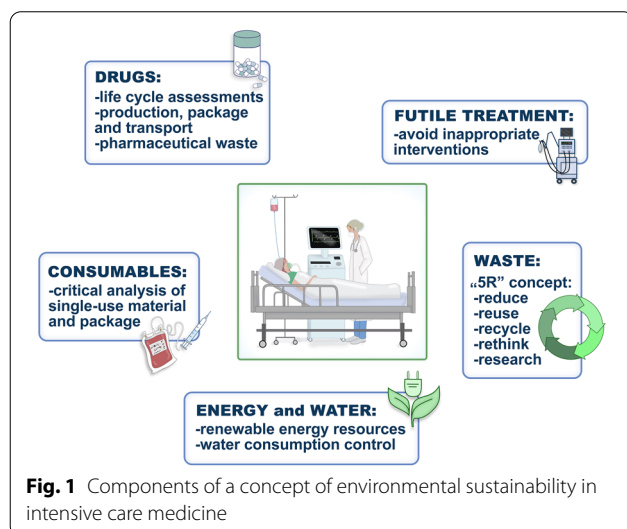 DRUGS:
-life cycle assessments
-production, package
and transport
-pharmaceutical waste
FUTILE TREATMENT:
-avoid inappropriate
interventions
CONSUMABLES:
-critical analysis of
single-use material
and package
WASTE:
„5R” concept:
-reduce
-reuse
-recycle
-rethink
-research
ENERGY and WATER:
-renewable energy resources
-water consumption control
Fig. 1 Components of a concept of environmental sustainability in
intensive care medicine